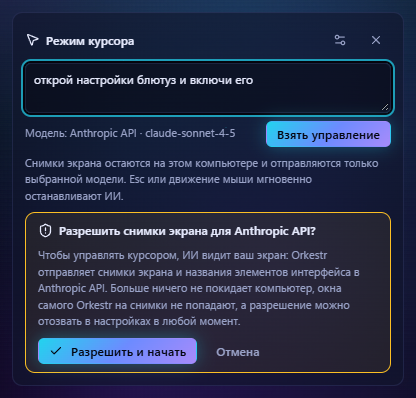 Режим курсора
открой настройки блютуз и включи его
Модель: Anthropic API · claude-sonnet-4-5
Взять управление
Снимки экрана остаются на этом компьютере и отправляются только
выбранной модели. Esc или движение мыши мгновенно
останавливают ИИ.
Разрешить снимки экрана для Anthropic API?
Чтобы управлять курсором, ИИ видит ваш экран: Orkestr
отправляет снимки экрана и названия элементов интерфейса в
Anthropic API. Больше ничего не покидает компьютер, окна
самого Orkestr на снимки не попадают, а разрешение можно
отозвать в настройках в любой момент.
Разрешить и начать
Отмена